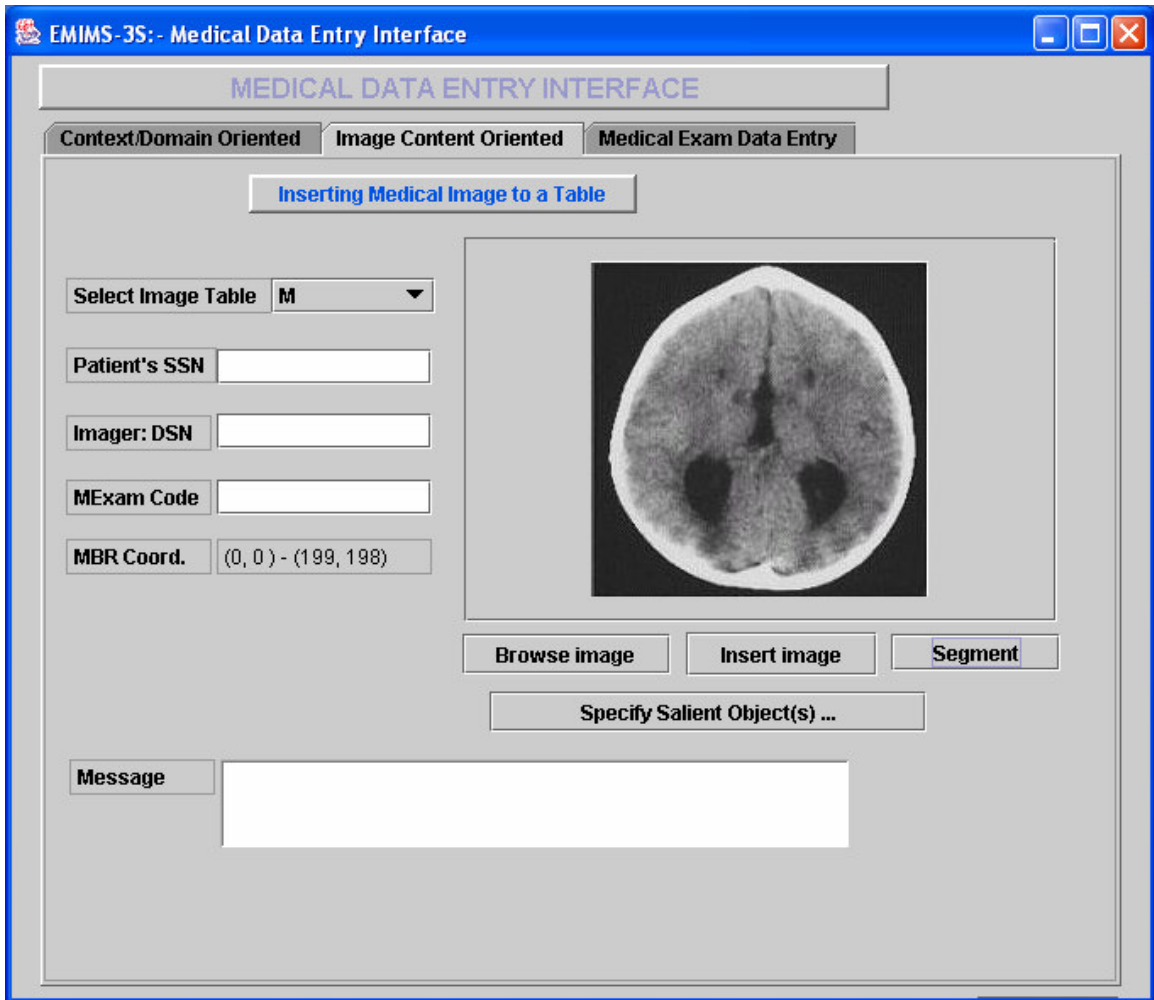 EMIMS-3S:- Medical Data Entry Interface
MEDICAL DATA ENTRY INTERFACE
Context/Domain Oriented Image Content Oriented Medical Exam Data Entry
Inserting Medical Image to a Table
Select Image Table M
Patient's SSN
Imager: DSN
MExam Code
MBR Coord. (0, 0 ) - (199, 198)
Browse image Insert image Segment
Specify Salient Object(s) ...
Message